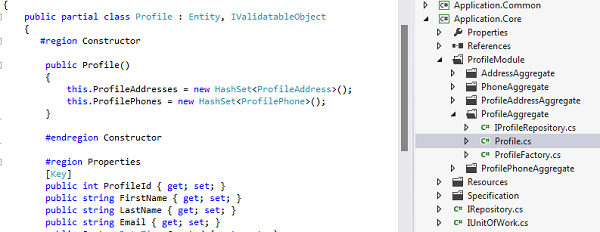 {
public partial class Profile : Entity, IValidatableObject
{
#region Constructor
public Profile()
{
this.ProfileAddresses = new HashSet<ProfileAddress>();
this.ProfilePhones = new HashSet<ProfilePhone>();
}
#endregion Constructor
#region Properties
[Key]
public int ProfileId { get; set; }
public string FirstName { get; set; }
public string LastName { get; set; }
public string Email { get; set; }
Application.Common
Application.Core
Properties
References
ProfileModule
AddressAggregate
PhoneAggregate
ProfileAddressAggregate
ProfileAggregate
IProfileRepository.cs
Profile.cs
ProfileFactory.cs
ProfilePhoneAggregate
Resources
Specification
IRepository.cs
IUnitOfWork.cs